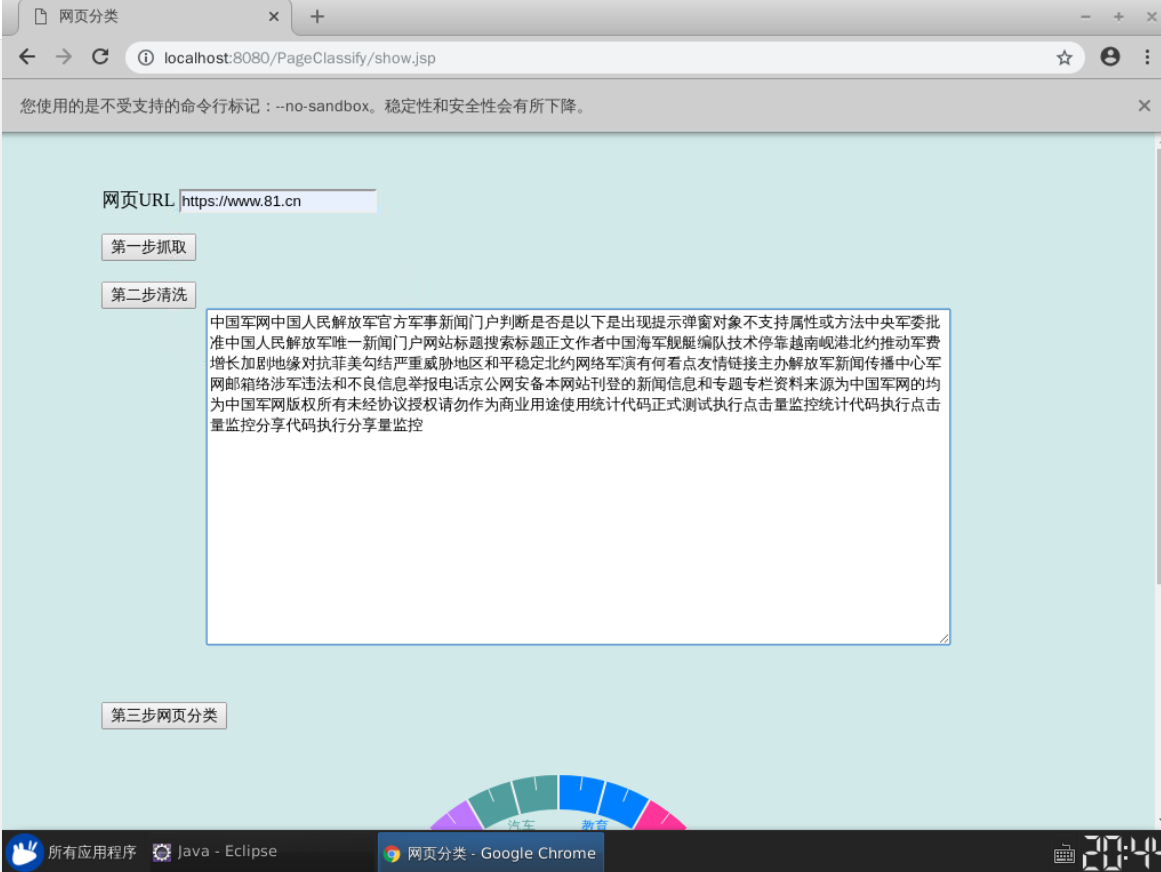 网页分类
localhost:8080/PageClassify/show.jsp
您使用的是不受支持的命令行标记：--no-sandbox。稳定性和安全性会有所下降。
网页URL https://www.81.cn
第一步抓取
第二步清洗
中国军网中国人民解放军官方军事新闻门户判断是否是以下是出现提示弹窗对象不支持属性或方法中央军委批
准中国人民解放军唯一新闻门户网站标题搜索标题正文作者中国海军舰艇编队技术停靠越南岘港北约推动军费
增长加剧地缘对抗菲美勾结严重威胁地区和平稳定北约网络军演有何看点友情链接主办解放军新闻传播中心军
网邮箱络涉军违法和不良信息举报电话京公网安备本网站刊登的新闻信息和专题专栏资料来源为中国军网的均
为中国军网版权所有未经协议授权请勿作为商业用途使用统计代码正式测试执行点击量监控统计代码执行点击
量监控分享代码执行分享量监控
第三步网页分类
汽车 教育
所有应用程序 Java - Eclipse 网页分类 - Google Chrome